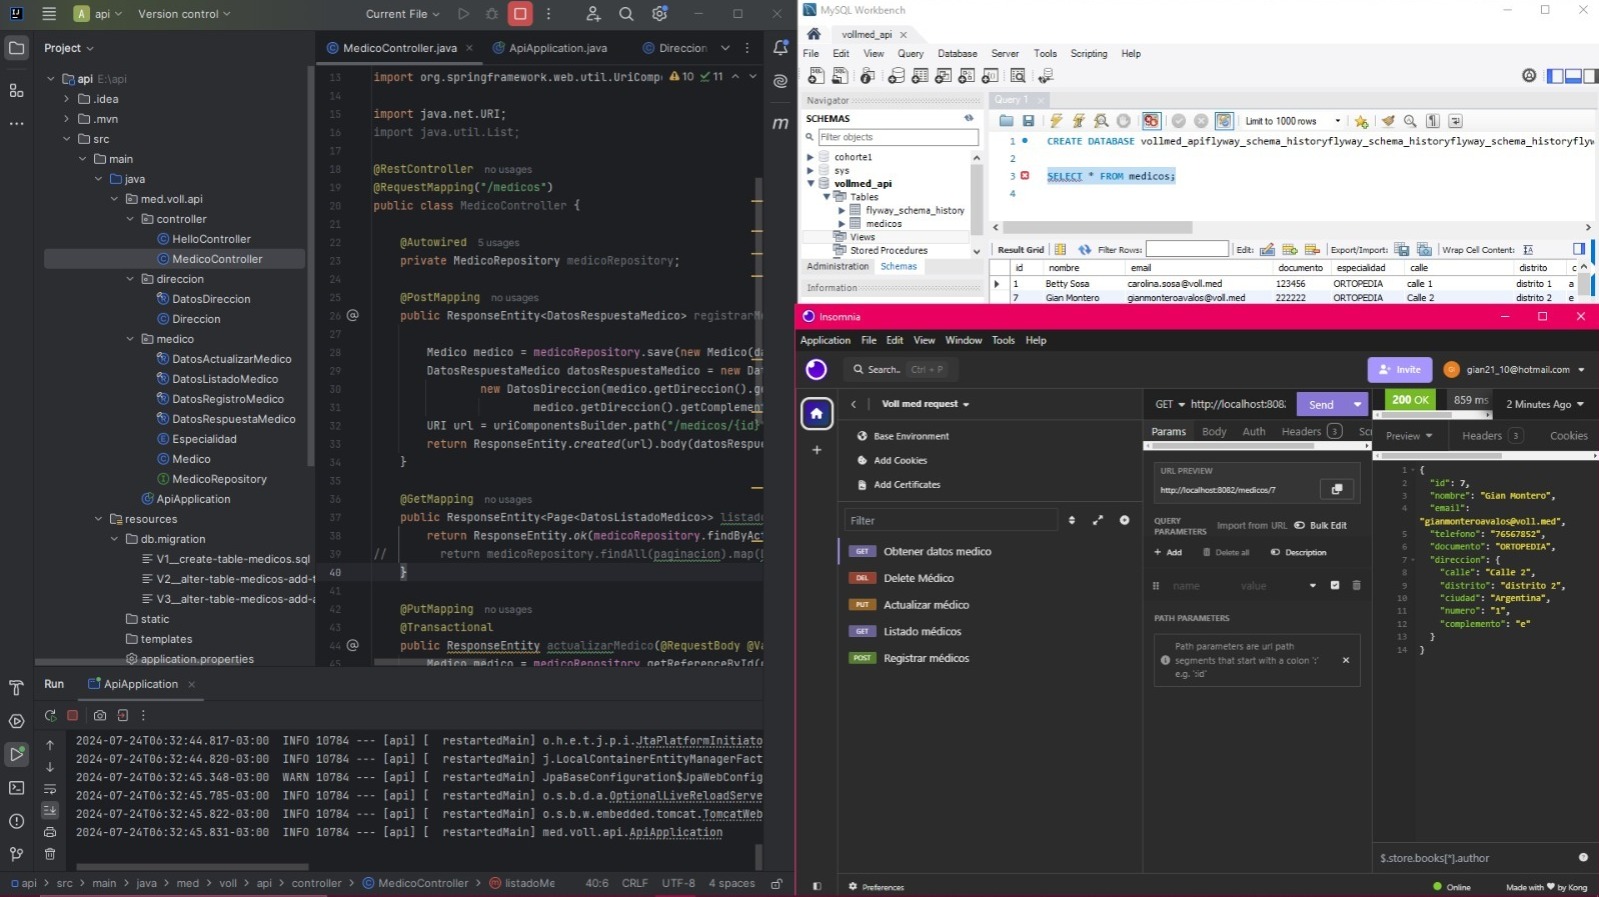 api
Version control
Current File
Project
api E:\api
.idea
.mvn
src
main
java
med.voll.api
controller
HelloController
MedicoController
direccion
DatosDireccion
Direccion
medico
DatosActualizarMedico
DatosListadoMedico
DatosRegistroMedico
DatosRespuestaMedico
Especialidad
Medico
MedicoRepository
ApiApplication
resources
db.migration
V1__create-table-medicos.sql
V2__alter-table-medicos-add-t
V3__alter-table-medicos-add-a
static
templates
application.properties
MedicoController.java
ApiApplication.java
Direccion
10 11
13 import org.springframework.web.util.UriComp
14
15 import java.net.URI;
16 import java.util.List;
17
18 @RestController no usages
19 @RequestMapping("/medicos")
20 public class MedicoController {
21
22 @Autowired 5 usages
23 private MedicoRepository medicoRepository;
24
25 @PostMapping no usages
26 public ResponseEntity<DatosRespuestaMedico> registrarM
27
28 Medico medico = medicoRepository.save(new Medico(da
29 DatosRespuestaMedico datosRespuestaMedico = new Dat
30 new DatosDireccion(medico.getDireccion().g
31 medico.getDireccion().getComplemen
32 URI url = uriComponentsBuilder.path("/medicos/{id}
33 return ResponseEntity.created(url).body(datosRespu
34 }
35
36 @GetMapping no usages
37 public ResponseEntity<Page<DatosListadoMedico>> listado
38 return ResponseEntity.ok(medicoRepository.findByAct
39 // return medicoRepository.findAll(paginacion).map(
40 }
41
42 @PutMapping no usages
43 @Transactional
44 public ResponseEntity actualizarMedico(@RequestBody @Va
45 Medico medico = medicoRepository.getReferenceById(
Run
ApiApplication
2024-07-24T06:32:44.817-03:00 INFO 10784 --- [api] [ restartedMain] o.h.e.t.j.p.i.JtaPlatformInitiato
2024-07-24T06:32:44.820-03:00 INFO 10784 --- [api] [ restartedMain] j.LocalContainerEntityManagerFact
2024-07-24T06:32:45.348-03:00 WARN 10784 --- [api] [ restartedMain] JpaBaseConfiguration$JpaWebConfig
2024-07-24T06:32:45.785-03:00 INFO 10784 --- [api] [ restartedMain] o.s.b.d.a.OptionalLiveReloadServe
2024-07-24T06:32:45.822-03:00 INFO 10784 --- [api] [ restartedMain] o.s.b.w.embedded.tomcat.TomcatWeb
2024-07-24T06:32:45.831-03:00 INFO 10784 --- [api] [ restartedMain] med.voll.api.ApiApplication
api > src > main > java > med > voll > api > controller > MedicoController > listadoMe
40:6 CRLF UTF-8 4 spaces
MySQL Workbench
vollmed_api
File Edit View Query Database Server Tools Scripting Help
Navigator
SCHEMAS
Filter objects
cohorte1
sys
vollmed_api
Tables
flyway_schema_history
medicos
Views
Stored Procedures
Administration Schemas
Information
Query 1
Limit to 1000 rows
1 CREATE DATABASE vollmed_apiflyway_schema_historyflyway_schema_historyflyway_schema_historyflyw
2
3 SELECT * FROM medicos;
4
Result Grid Filter Rows: Edit: Export/Import: Wrap Cell Content:
id nombre email documento especialidad calle distrito c
1 Betty Sosa carolina.sosa@voll.med 123456 ORTOPEDIA calle 1 distrito 1 a
7 Gian Montero gianmonteroavalos@voll.med 222222 ORTOPEDIA Calle 2 distrito 2 e
Insomnia
Application File Edit View Window Tools Help
Search.. Ctrl + P
Invite
gian21_10@hotmail.com
Voll med request
Base Environment
Add Cookies
Add Certificates
Filter
GET Obtener datos medico
DEL Delete Médico
PUT Actualizar médico
GET Listado médicos
POST Registrar médicos
Preferences
GET http://localhost:808
Send
Params Body Auth Headers 3 Sc
URL PREVIEW
http://localhost:8082/medicos/7
QUERY PARAMETERS
Import from URL Bulk Edit
Add Delete all Description
name value
PATH PARAMETERS
Path parameters are url path
segments that start with a colon ':'
e.g. ':id'
200 OK 859 ms 2 Minutes Ago
Preview Headers 3 Cookies
1 {
2 "id": 7,
3 "nombre": "Gian Montero",
4 "email":
"gianmonteroavalos@voll.med",
5 "telefono": "76567852",
6 "documento": "ORTOPEDIA",
7 "direccion": {
8 "calle": "Calle 2",
9 "distrito": "distrito 2",
10 "ciudad": "Argentina",
11 "numero": "1",
12 "complemento": "e"
13 }
14 }
$.store.books[*].author
Online
Made with ♥ by Kong